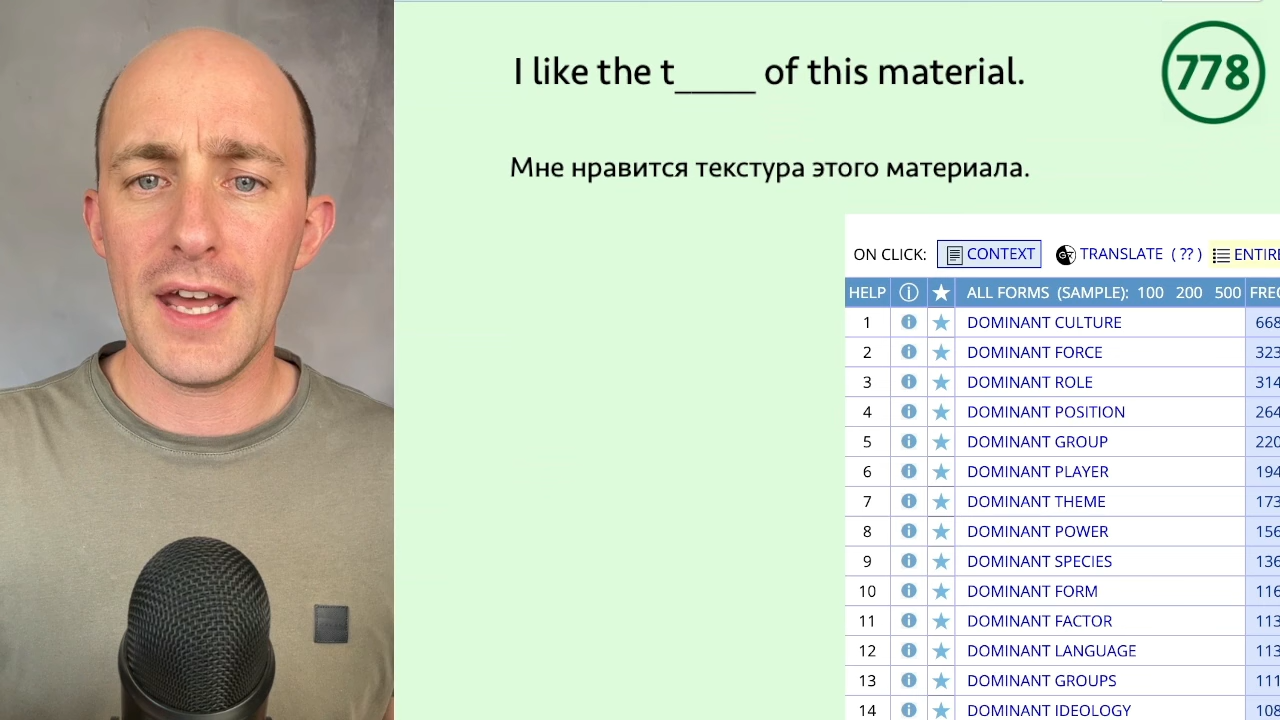 I like the t_____ of this material.
778
Мне нравится текстура этого материала.
ON CLICK: CONTEXT TRANSLATE ( ?? ) ENTIRE
HELP ALL FORMS (SAMPLE): 100 200 500 FREQ
1 DOMINANT CULTURE 668
2 DOMINANT FORCE 323
3 DOMINANT ROLE 314
4 DOMINANT POSITION 264
5 DOMINANT GROUP 220
6 DOMINANT PLAYER 194
7 DOMINANT THEME 173
8 DOMINANT POWER 156
9 DOMINANT SPECIES 136
10 DOMINANT FORM 116
11 DOMINANT FACTOR 113
12 DOMINANT LANGUAGE 113
13 DOMINANT GROUPS 111
14 DOMINANT IDEOLOGY 108